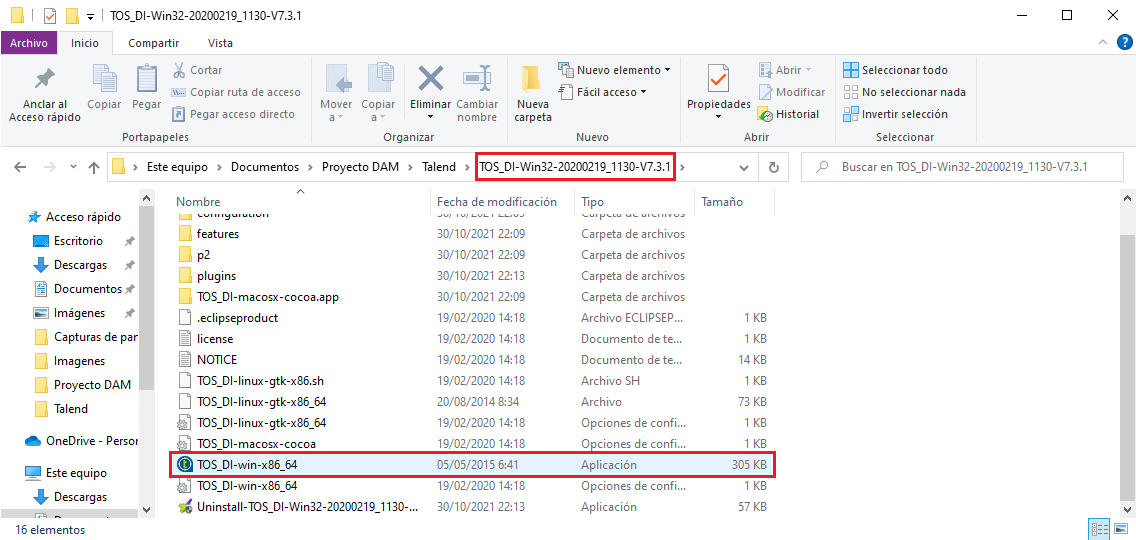 TOS_DI-Win32-20200219_1130-V7.3.1
Archivo Inicio Compartir Vista
Anclar al Acceso rápido
Copiar
Pegar
Cortar
Copiar ruta de acceso
Pegar acceso directo
Portapapeles
Mover a
Copiar a
Eliminar
Cambiar nombre
Organizar
Nueva carpeta
Nuevo elemento
Fácil acceso
Nuevo
Propiedades
Abrir
Modificar
Historial
Abrir
Seleccionar todo
No seleccionar nada
Invertir selección
Seleccionar
Este equipo > Documentos > Proyecto DAM > Talend > TOS_DI-Win32-20200219_1130-V7.3.1
Buscar en TOS_DI-Win32-20200219_1130-V7.3.1
Acceso rápido
Escritorio
Descargas
Documentos
Imágenes
Capturas de pan
Imagenes
Proyecto DAM
Talend
OneDrive - Person
Este equipo
Descargas
Documentos
Nombre Fecha de modificación Tipo Tamaño
configuration 30/10/2021 22:09 Carpeta de archivos
features 30/10/2021 22:09 Carpeta de archivos
p2 30/10/2021 22:09 Carpeta de archivos
plugins 30/10/2021 22:13 Carpeta de archivos
TOS_DI-macosx-cocoa.app 30/10/2021 22:09 Carpeta de archivos
.eclipseproduct 19/02/2020 14:18 Archivo ECLIPSEP... 1 KB
license 19/02/2020 14:18 Documento de te... 1 KB
NOTICE 19/02/2020 14:18 Documento de te... 14 KB
TOS_DI-linux-gtk-x86.sh 19/02/2020 14:18 Archivo SH 1 KB
TOS_DI-linux-gtk-x86_64 20/08/2014 8:34 Archivo 73 KB
TOS_DI-linux-gtk-x86_64 19/02/2020 14:18 Opciones de confi... 1 KB
TOS_DI-macosx-cocoa 19/02/2020 14:18 Opciones de confi... 1 KB
TOS_DI-win-x86_64 05/05/2015 6:41 Aplicación 305 KB
TOS_DI-win-x86_64 19/02/2020 14:18 Opciones de confi... 1 KB
Uninstall-TOS_DI-Win32-20200219_1130-... 30/10/2021 22:13 Aplicación 57 KB
16 elementos